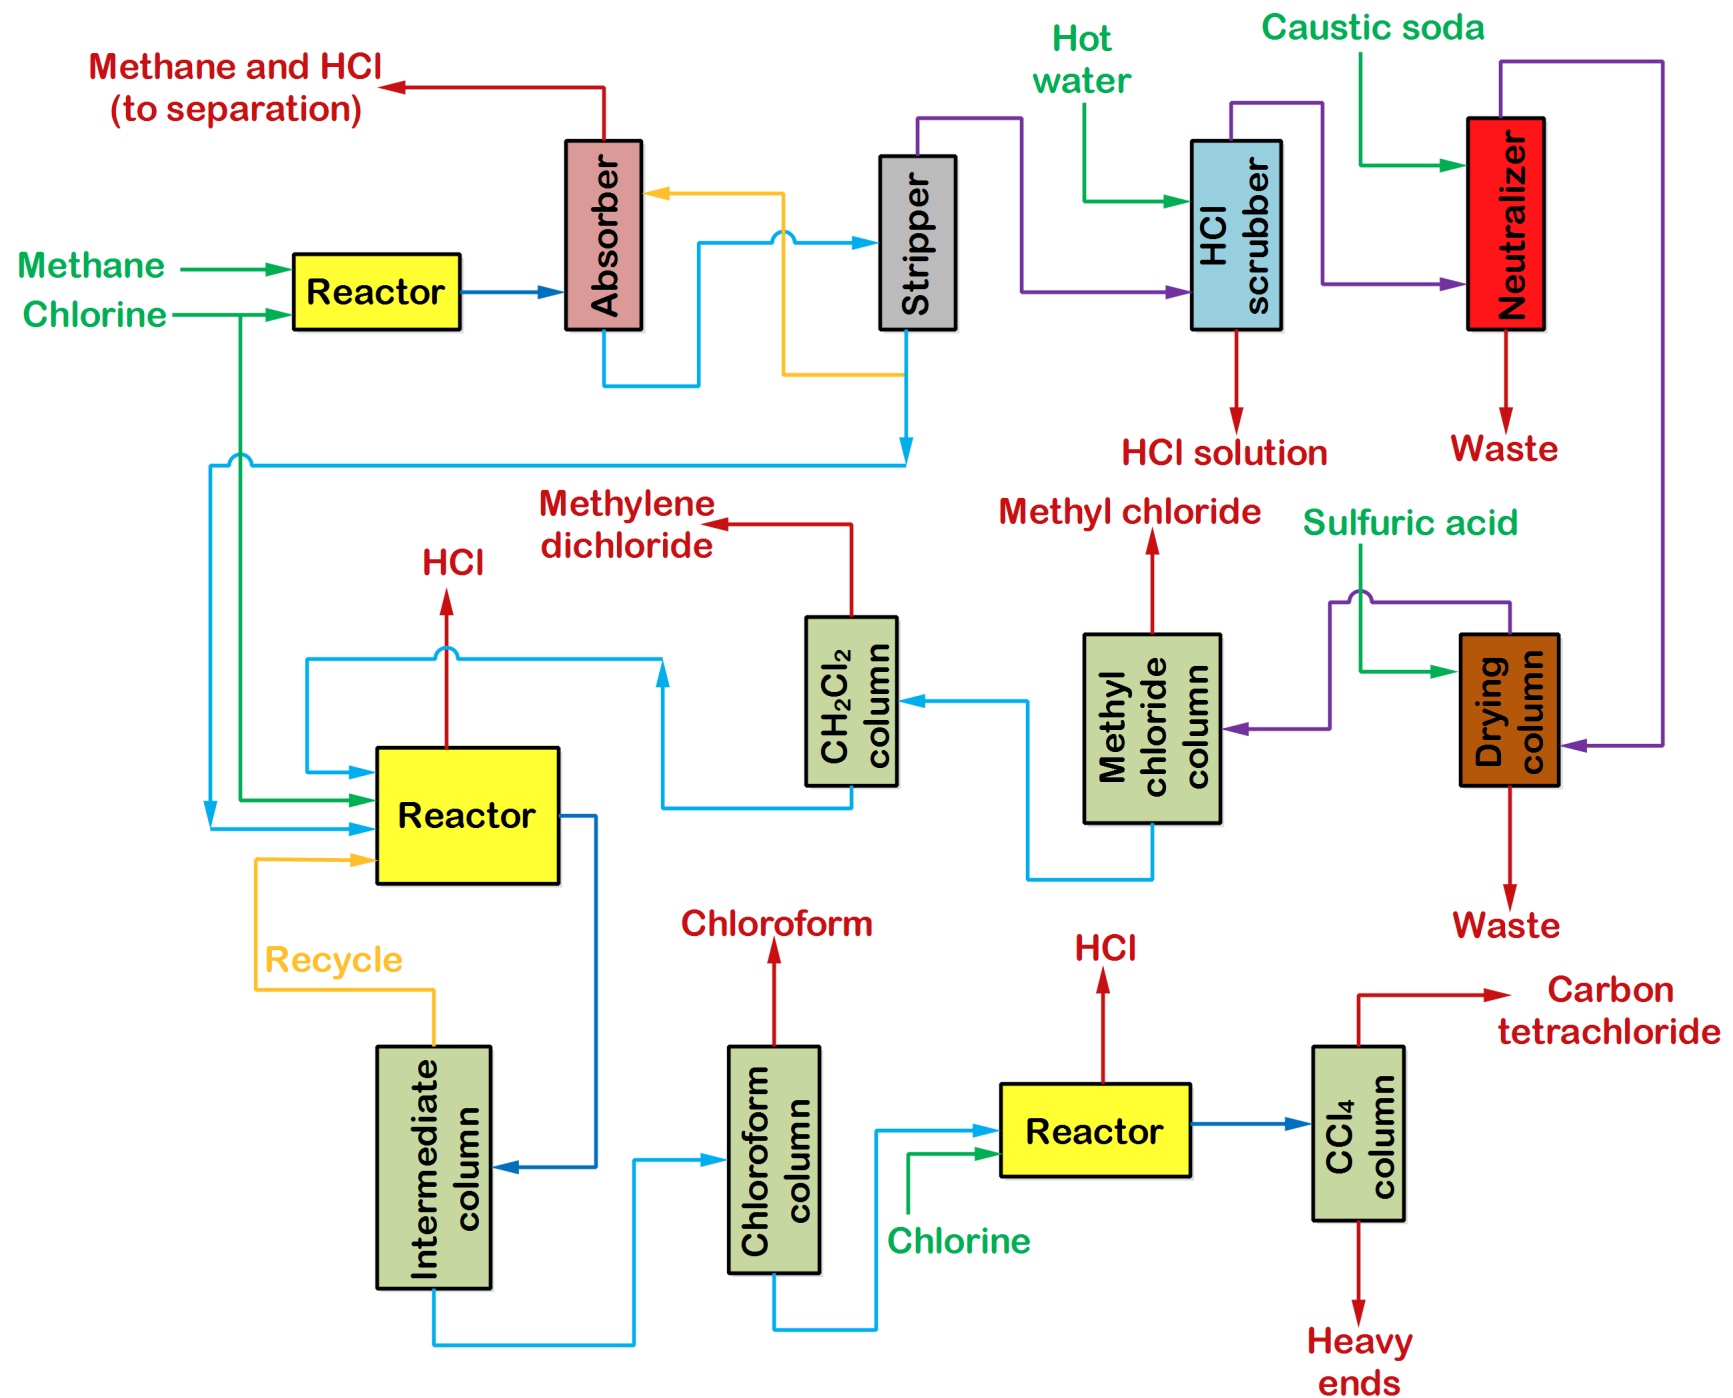 Methane and HCl
(to separation)
Hot
water
Caustic soda
Absorber
Stripper
HCl
scrubber
Neutralizer
Methane
Chlorine
Reactor
HCl solution
Waste
Methylene
dichloride
Methyl chloride
Sulfuric acid
HCl
CH₂Cl₂
column
Methyl
chloride
column
Drying
column
Reactor
Recycle
Chloroform
HCl
Waste
Carbon
tetrachloride
Intermediate
column
Chloroform
column
Reactor
CCl₄
column
Chlorine
Heavy
ends